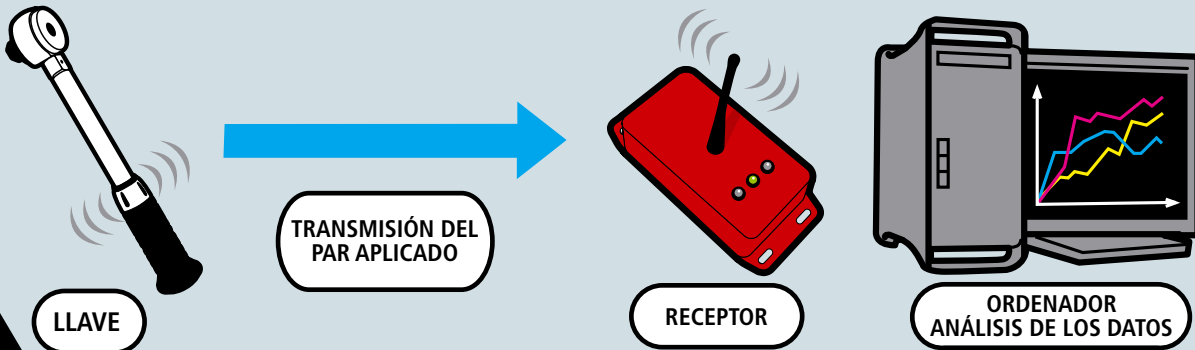 TRANSMISIÓN DEL
PAR APLICADO
LLAVE
RECEPTOR
ORDENADOR
ANÁLISIS DE LOS DATOS